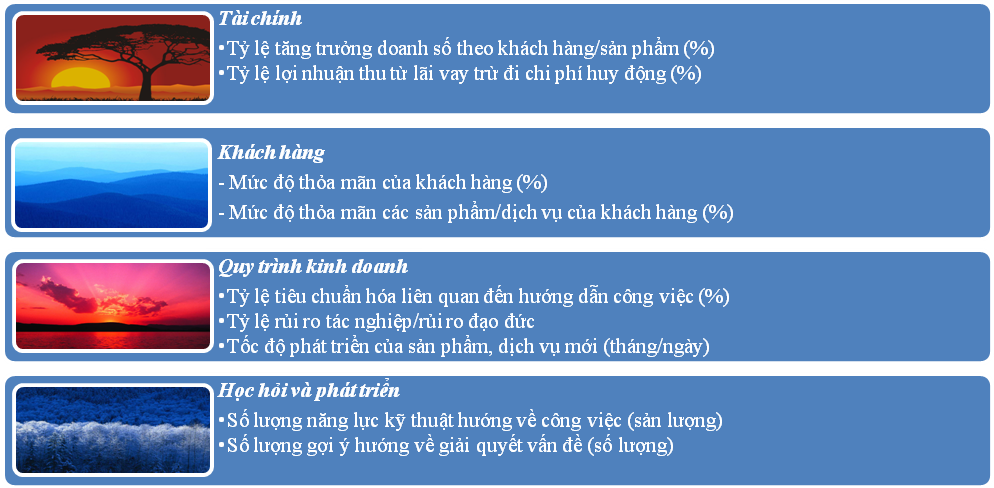 Tài chính
•Tỷ lệ tăng trưởng doanh số theo khách hàng/sản phẩm (%)
•Tỷ lệ lợi nhuận thu từ lãi vay trừ đi chi phí huy động (%)
Khách hàng
- Mức độ thỏa mãn của khách hàng (%)
- Mức độ thỏa mãn các sản phẩm/dịch vụ của khách hàng (%)
Quy trình kinh doanh
•Tỷ lệ tiêu chuẩn hóa liên quan đến hướng dẫn công việc (%)
•Tỷ lệ rủi ro tác nghiệp/rủi ro đạo đức
•Tốc độ phát triển của sản phẩm, dịch vụ mới (tháng/ngày)
Học hỏi và phát triển
•Số lượng năng lực kỹ thuật hướng về công việc (sản lượng)
•Số lượng gợi ý hướng về giải quyết vấn đề (số lượng)